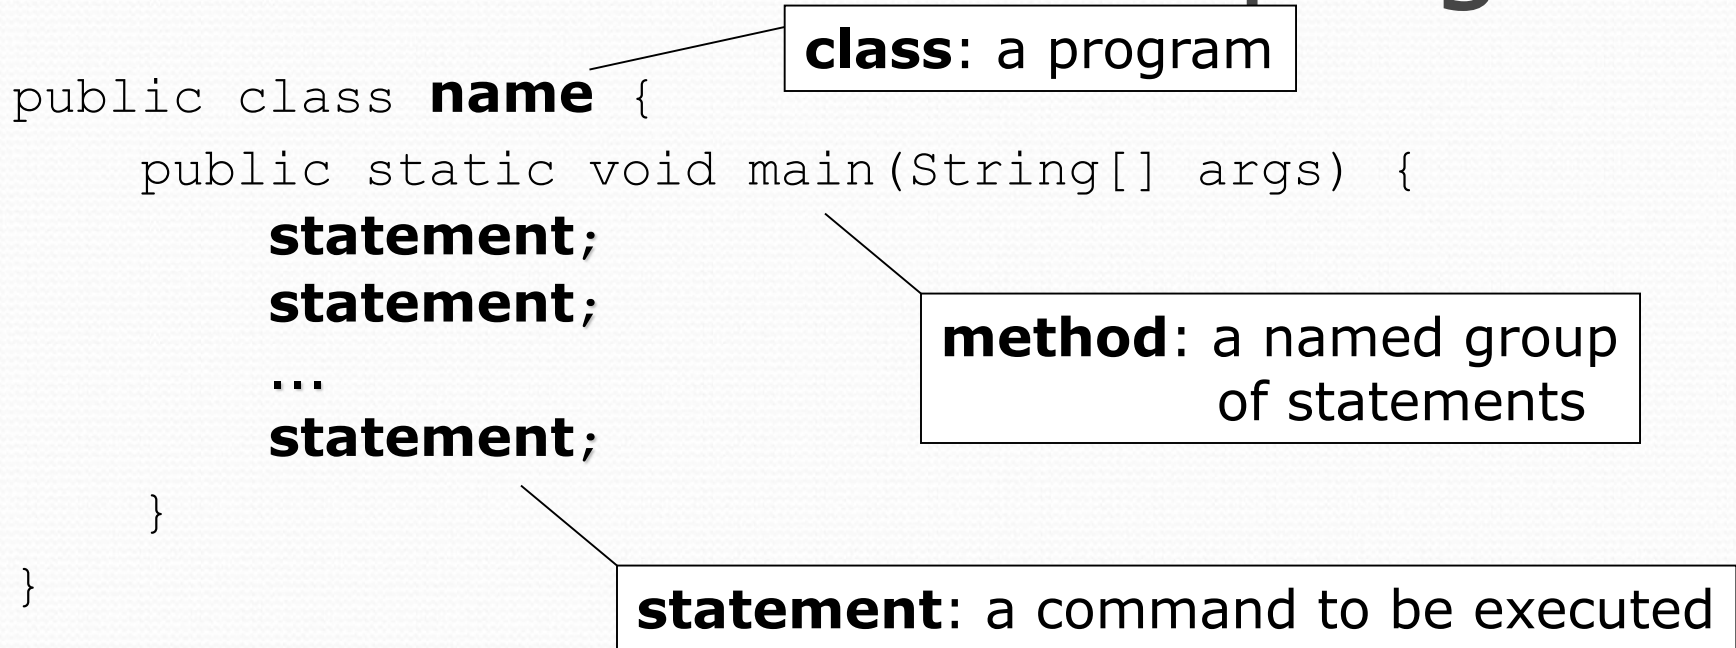 class: a program
public class name {
public static void main(String[] args) {
statement;
statement;
...
statement;
method: a named group
of statements
}
}
statement: a command to be executed